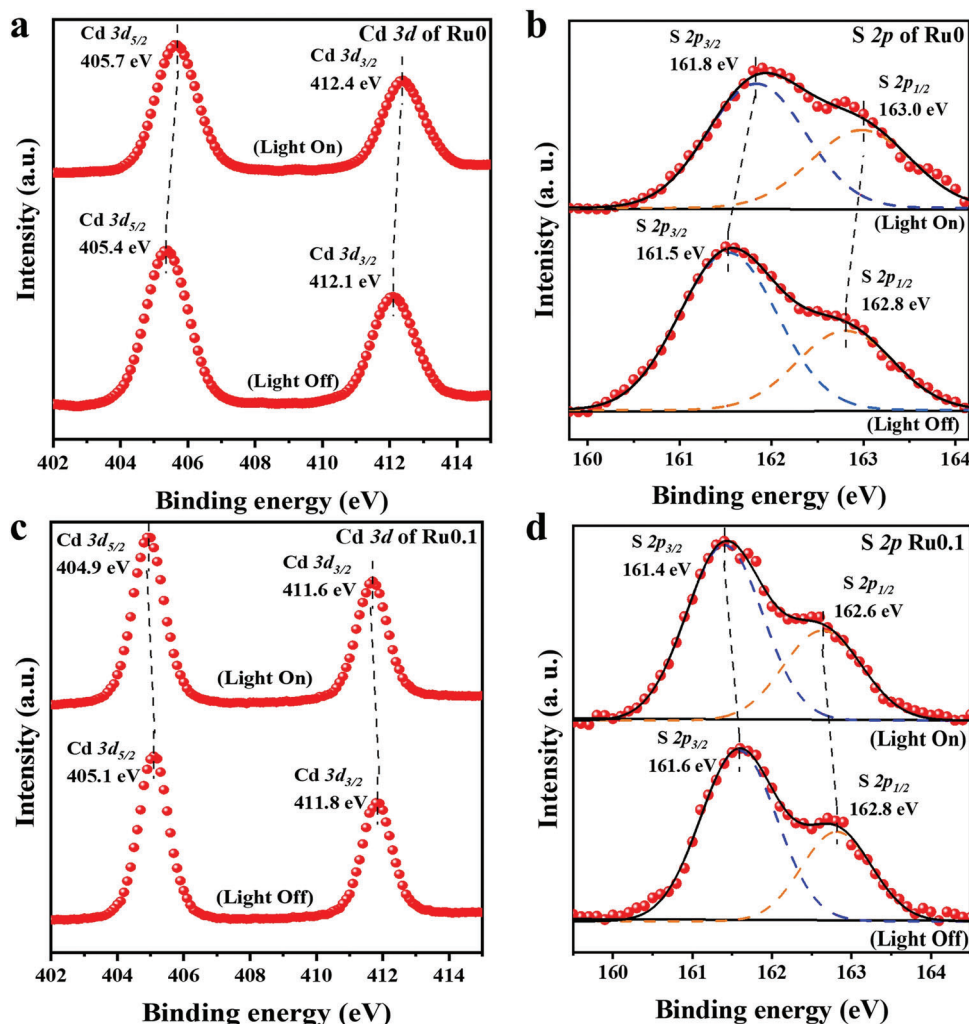 a
Cd 3d of Ru0
Cd 3d5/2
405.7 eV
Cd 3d3/2
412.4 eV
(Light On)
Cd 3d5/2
405.4 eV
Cd 3d3/2
412.1 eV
(Light Off)
Intensity (a.u.)
402 404 406 408 410 412 414
Binding energy (eV)
b
S 2p of Ru0
S 2p3/2
161.8 eV
S 2p1/2
163.0 eV
(Light On)
S 2p3/2
161.5 eV
S 2p1/2
162.8 eV
(Light Off)
Intenisty (a. u.)
160 161 162 163 164
Binding energy (eV)
c
Cd 3d of Ru0.1
Cd 3d5/2
404.9 eV
Cd 3d3/2
411.6 eV
(Light On)
Cd 3d5/2
405.1 eV
Cd 3d3/2
411.8 eV
(Light Off)
Intensity (a.u.)
402 404 406 408 410 412 414
Binding energy (eV)
d
S 2p Ru0.1
S 2p3/2
161.4 eV
S 2p1/2
162.6 eV
(Light On)
S 2p3/2
161.6 eV
S 2p1/2
162.8 eV
(Light Off)
Intensity (a. u.)
160 161 162 163 164
Binding energy (eV)